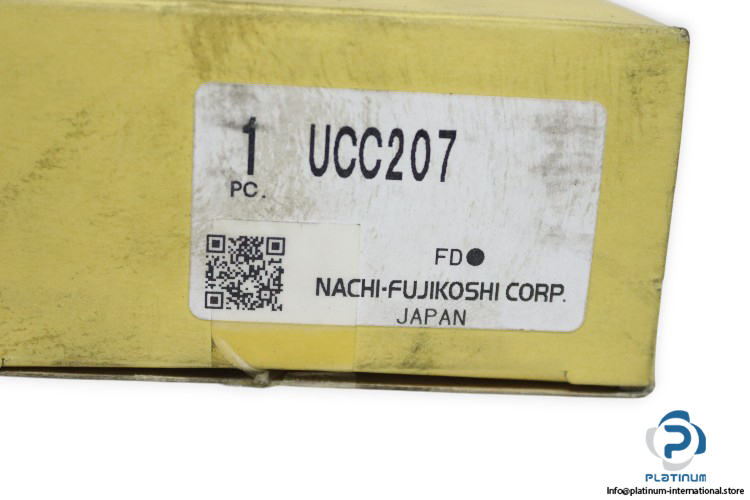 1 UCC207
PC.
FD●
NACHI-FUJIKOSHI CORP.
JAPAN
PLATINUM
Info@platinum-international.store